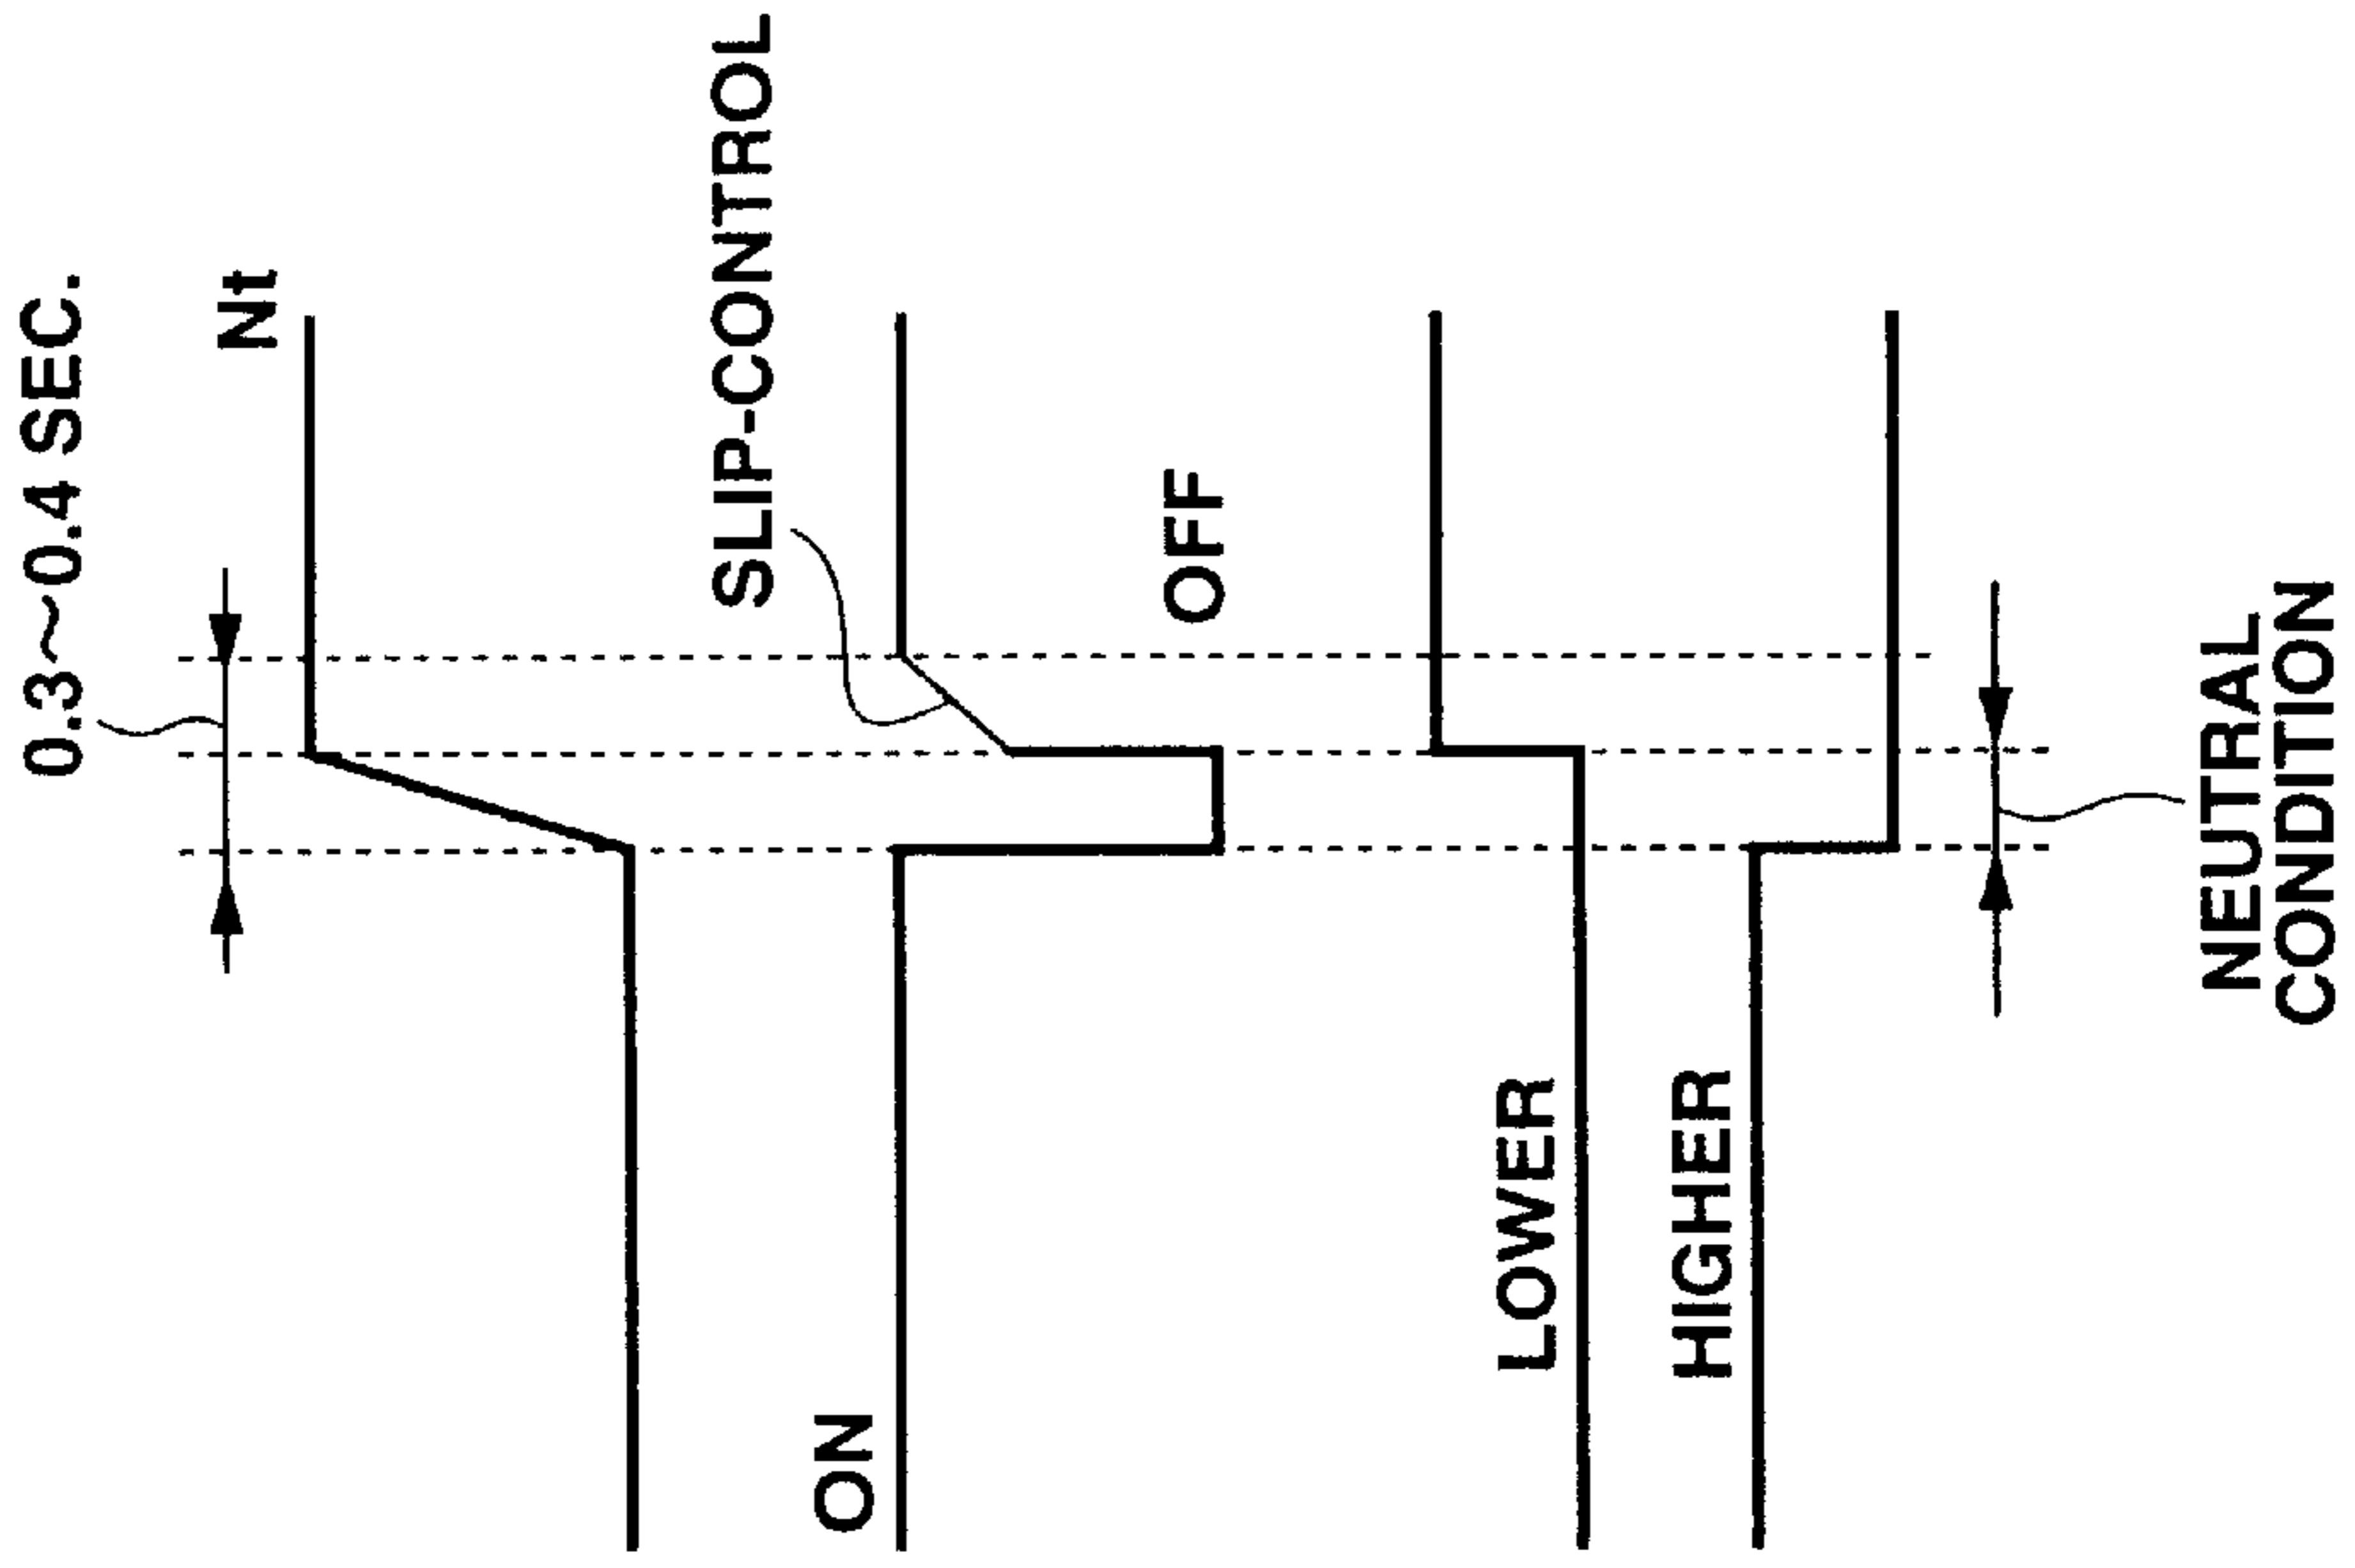 0.3~0.4 SEC.
Nt
SLIP-CONTROL
ON
OFF
LOWER
HIGHER
NEUTRAL
CONDITION